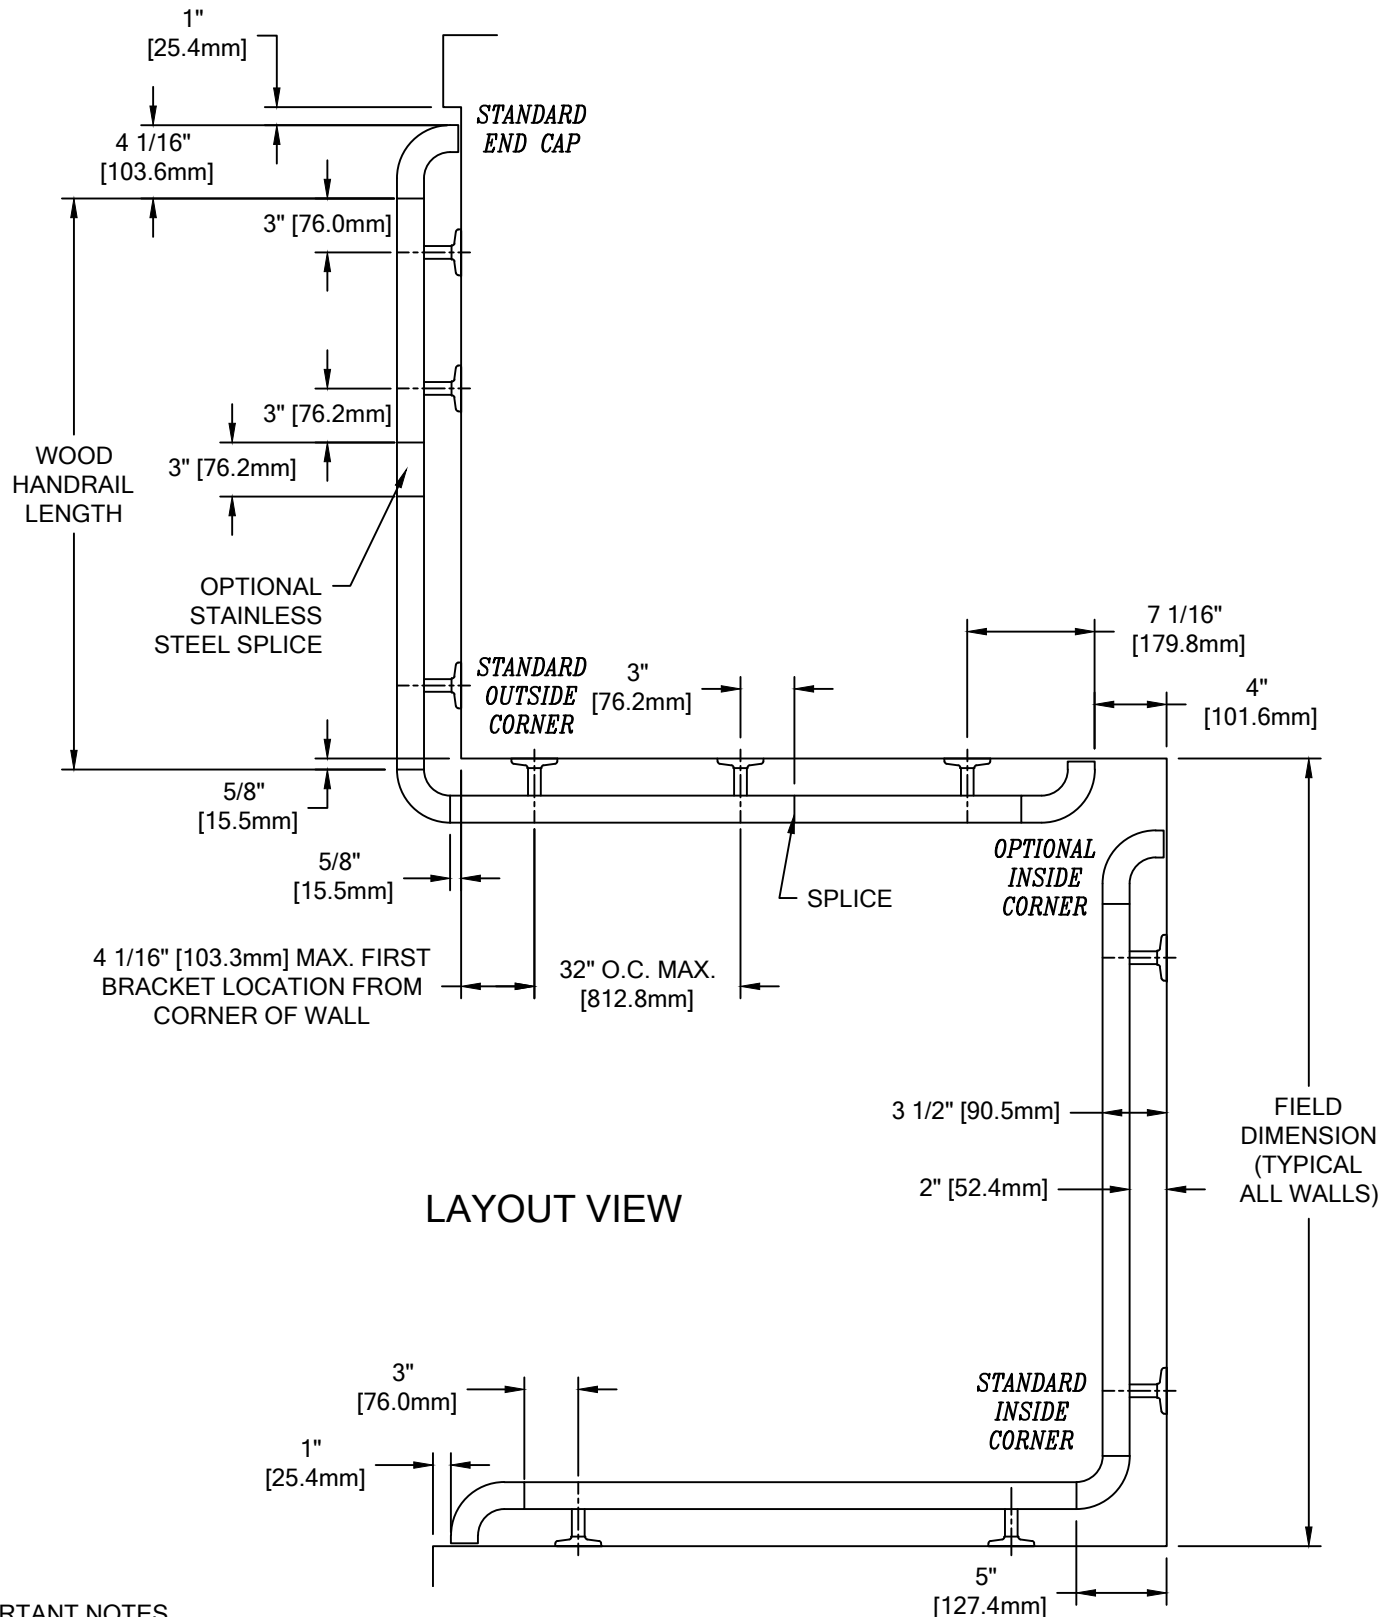 1"
[25.4mm]
STANDARD
END CAP
4 1/16"
[103.6mm]
3" [76.0mm]
3" [76.2mm]
3" [76.2mm]
WOOD
HANDRAIL
LENGTH
OPTIONAL
STAINLESS
STEEL SPLICE
STANDARD
OUTSIDE
CORNER
3"
[76.2mm]
7 1/16"
[179.8mm]
4"
[101.6mm]
5/8"
[15.5mm]
5/8"
[15.5mm]
SPLICE
OPTIONAL
INSIDE
CORNER
4 1/16" [103.3mm] MAX. FIRST
BRACKET LOCATION FROM
CORNER OF WALL
32" O.C. MAX.
[812.8mm]
3 1/2" [90.5mm]
2" [52.4mm]
FIELD
DIMENSION
(TYPICAL
ALL WALLS)
LAYOUT VIEW
3"
[76.0mm]
1"
[25.4mm]
STANDARD
INSIDE
CORNER
5"
[127.4mm]
RTANT NOTES